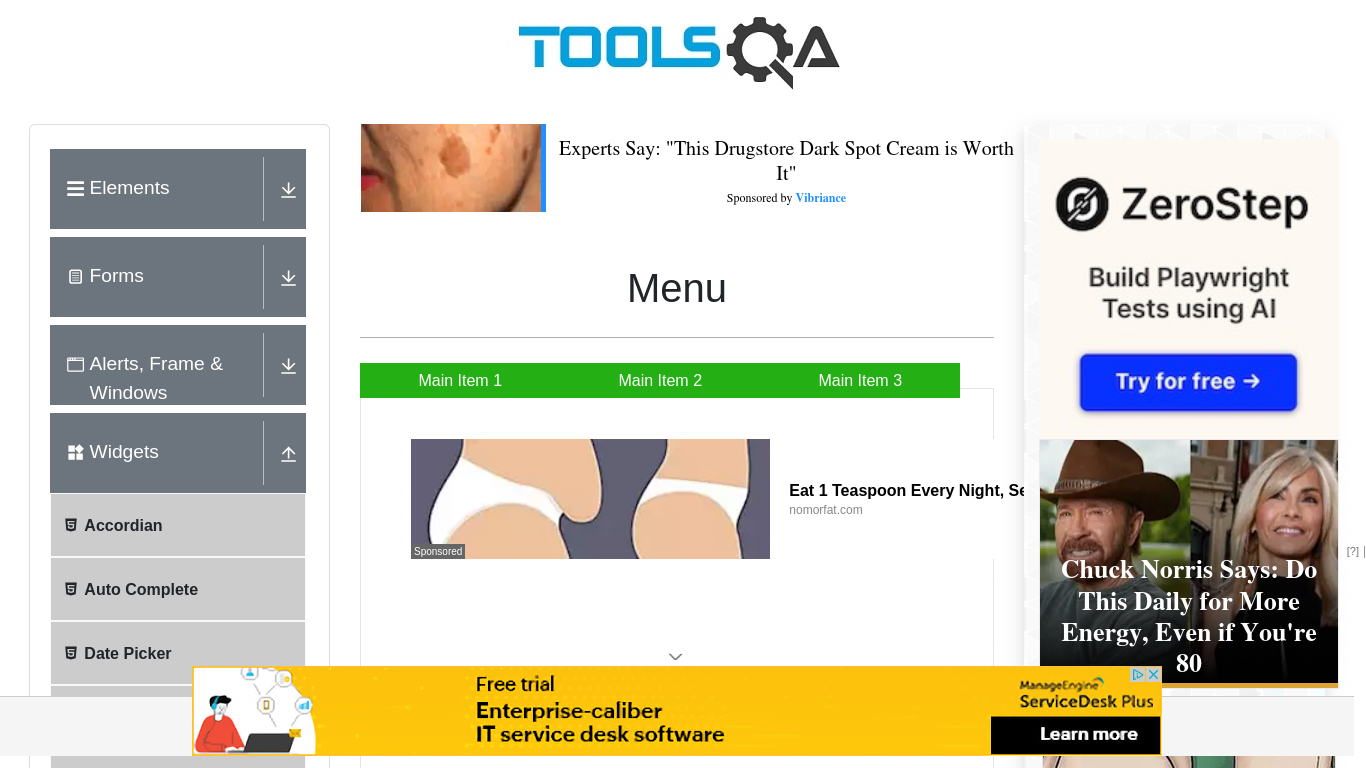 TOOLSQA
Elements
Forms
Alerts, Frame &
Windows
Widgets
Accordian
Auto Complete
Date Picker
Experts Say: "This Drugstore Dark Spot Cream is Worth
It"
Sponsored by Vibriance
Menu
Main Item 1
Main Item 2
Main Item 3
Sponsored
Eat 1 Teaspoon Every Night, Se
nomorfat.com
ZeroStep
Build Playwright
Tests using AI
Try for free →
Chuck Norris Says: Do
This Daily for More
Energy, Even if You're
80
[?]
Free trial
Enterprise-caliber
IT service desk software
ManageEngine
ServiceDesk Plus
Learn more